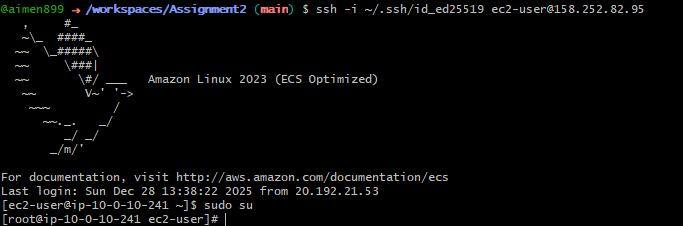 @aimen899 ➜ /workspaces/Assignment2 (main) $ ssh -i ~/.ssh/id_ed25519 ec2-user@158.252.82.95
   ,     #_
   ~\_  ####_
  ~~  \_#####\
  ~~     \###|
  ~~       \#/ ___   Amazon Linux 2023 (ECS Optimized)
   ~~       V~' '->
    ~~~         /
      ~~._.   _/
         _/ _/
       _/m/'
For documentation, visit http://aws.amazon.com/documentation/ecs
Last login: Sun Dec 28 13:38:22 2025 from 20.192.21.53
[ec2-user@ip-10-0-10-241 ~]$ sudo su
[root@ip-10-0-10-241 ec2-user]#